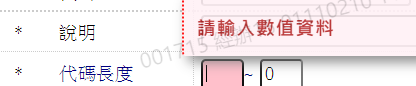 請輸入數值資料
* 說明
* 代碼長度 ~ 0